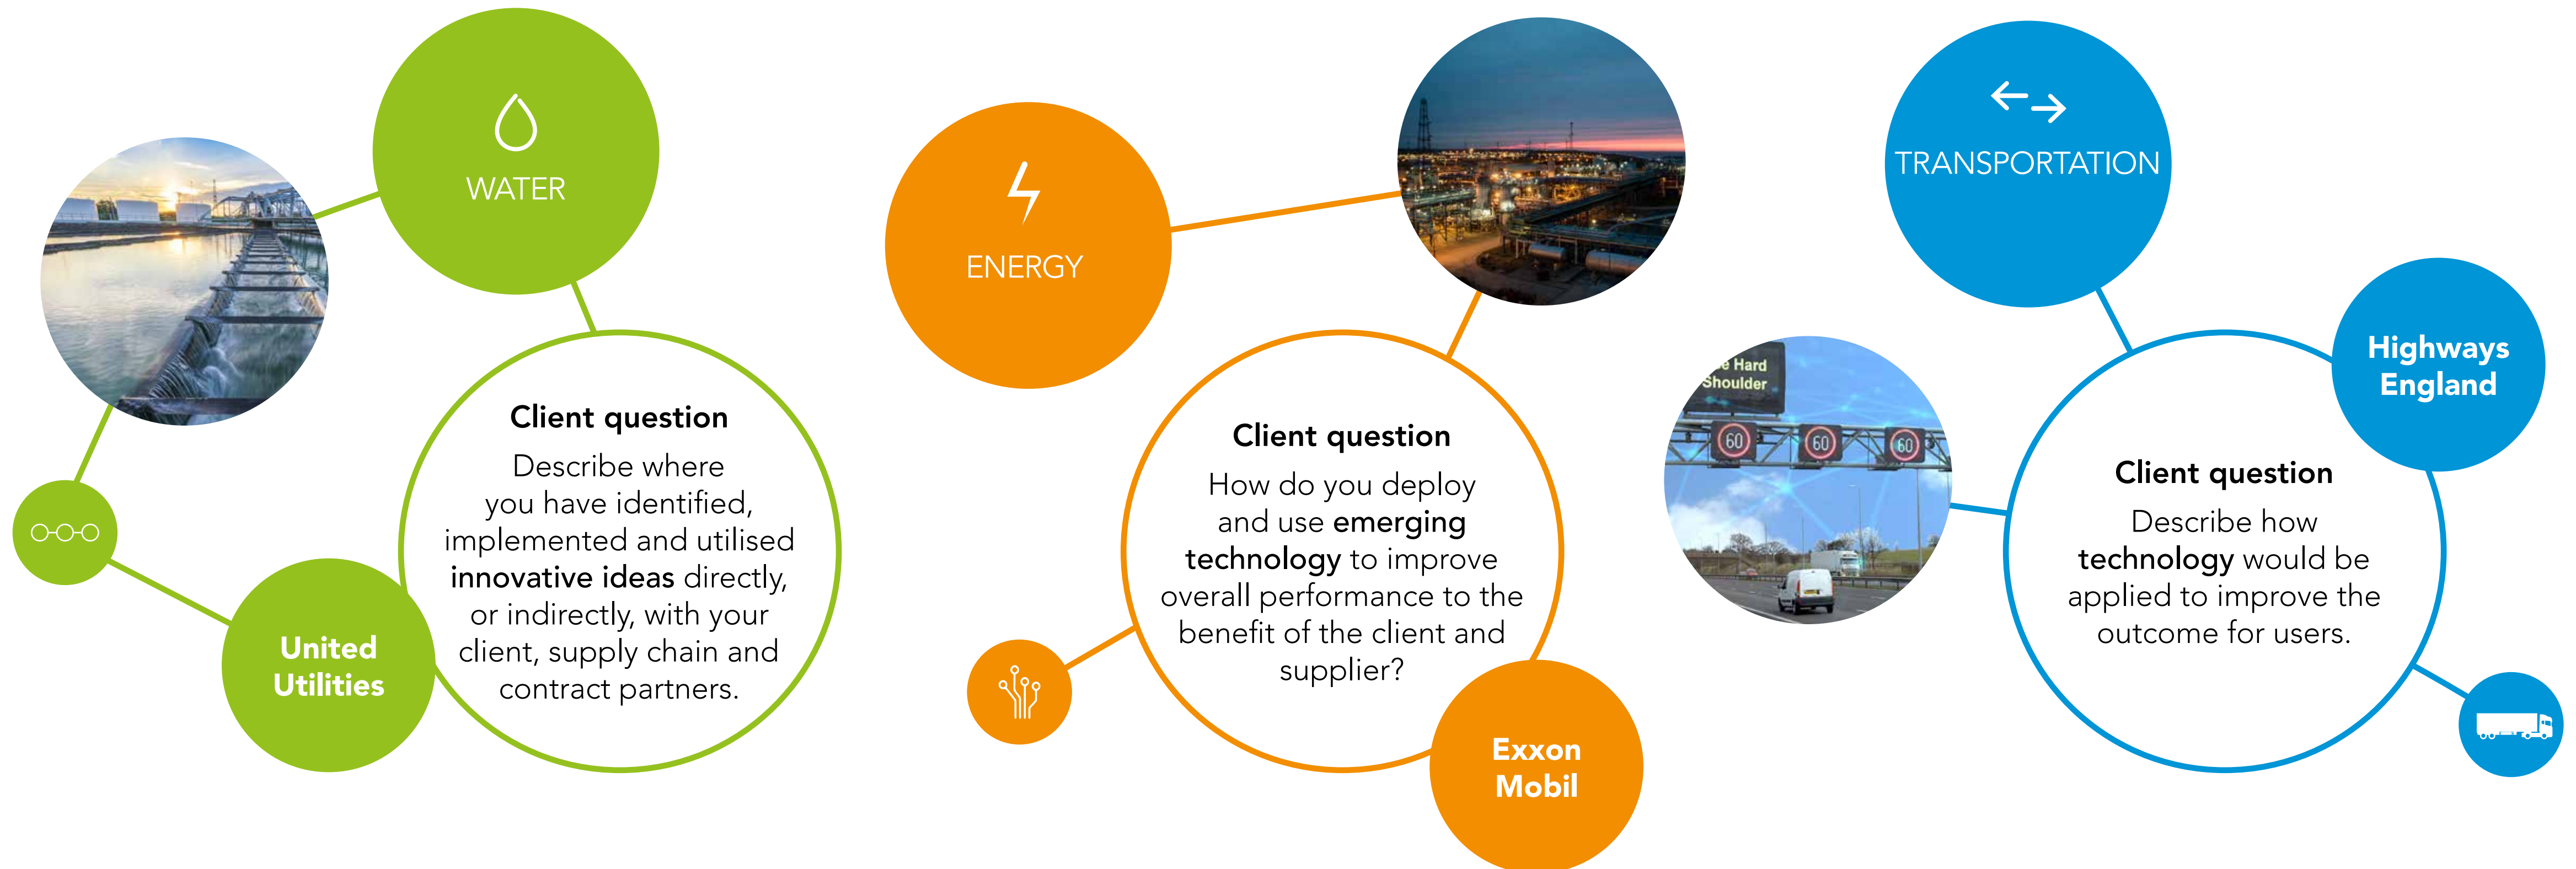 WATER
Client question
Describe where
you have identified,
implemented and utilised
innovative ideas directly,
or indirectly, with your
client, supply chain and
contract partners.
United
Utilities
ENERGY
Client question
How do you deploy
and use emerging
technology to improve
overall performance to the
benefit of the client and
supplier?
Exxon
Mobil
TRANSPORTATION
Hard
Shoulder
60
60
60
Highways
England
Client question
Describe how
technology would be
applied to improve the
outcome for users.